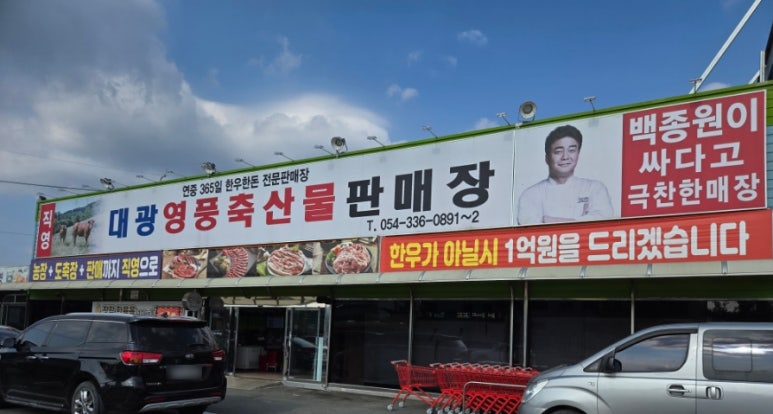 직영
연중 365일 한우한돈 전문판매장
대광영풍축산물판매장
T. 054-336-0891~2
백종원이
싸다고
극찬한매장
농장+도축장+판매까지 직영으로
한우가 아닐시 1억원을 드리겠습니다